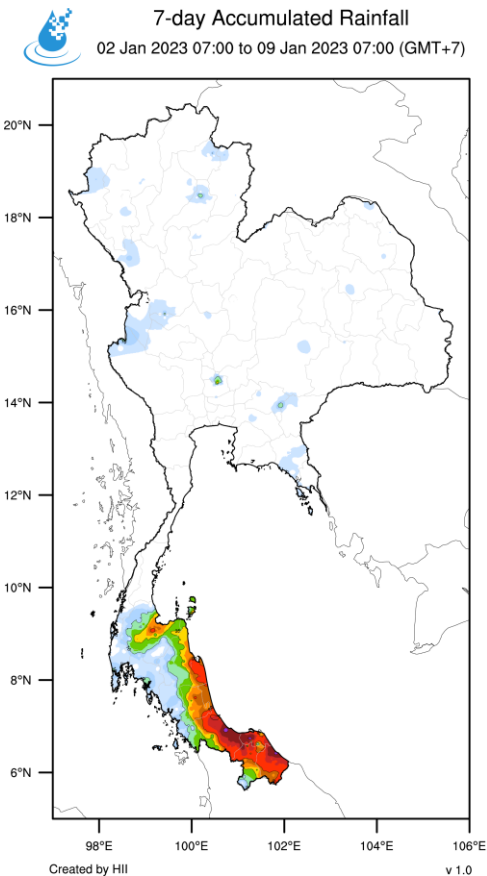 7-day Accumulated Rainfall
02 Jan 2023 07:00 to 09 Jan 2023 07:00 (GMT+7)
20°N
18°N
16°N
14°N
12°N
10°N
8°N
6°N
98°E 100°E 102°E 104°E 106°E
Created by HII v 1.0